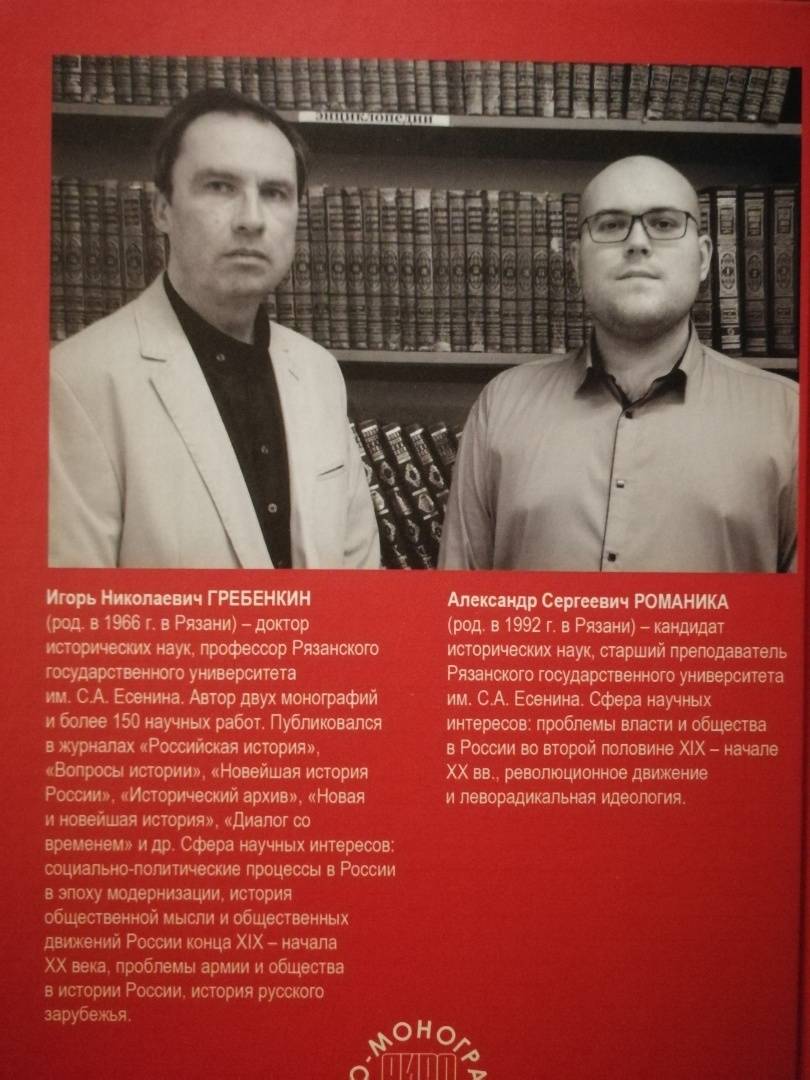 энциклопедии
Игорь Николаевич ГРЕБЕНКИН
(род. в 1966 г. в Рязани) – доктор
исторических наук, профессор Рязанского
государственного университета
им. С.А. Есенина. Автор двух монографий
и более 150 научных работ. Публиковался
в журналах «Российская история»,
«Вопросы истории», «Новейшая история
России», «Исторический архив», «Новая
и новейшая история», «Диалог со
временем» и др. Сфера научных интересов:
социально-политические процессы в России
в эпоху модернизации, история
общественной мысли и общественных
движений России конца XIX – начала
XX века, проблемы армии и общества
в истории России, история русского
зарубежья.
Александр Сергеевич РОМАНИКА
(род. в 1992 г. в Рязани) – кандидат
исторических наук, старший преподаватель
Рязанского государственного университета
им. С.А. Есенина. Сфера научных
интересов: проблемы власти и общества
в России во второй половине XIX – начале
XX вв., революционное движение
и леворадикальная идеология.
О-МОНОГРА